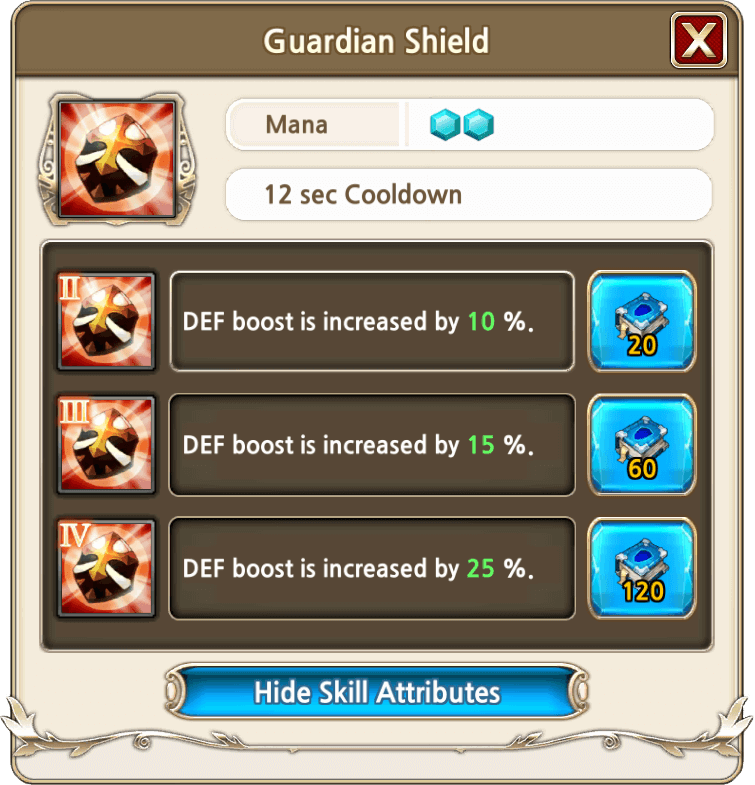 Guardian Shield
X
Mana
12 sec Cooldown
II
DEF boost is increased by 10 %.
20
III
DEF boost is increased by 15 %.
60
IV
DEF boost is increased by 25 %.
120
Hide Skill Attributes